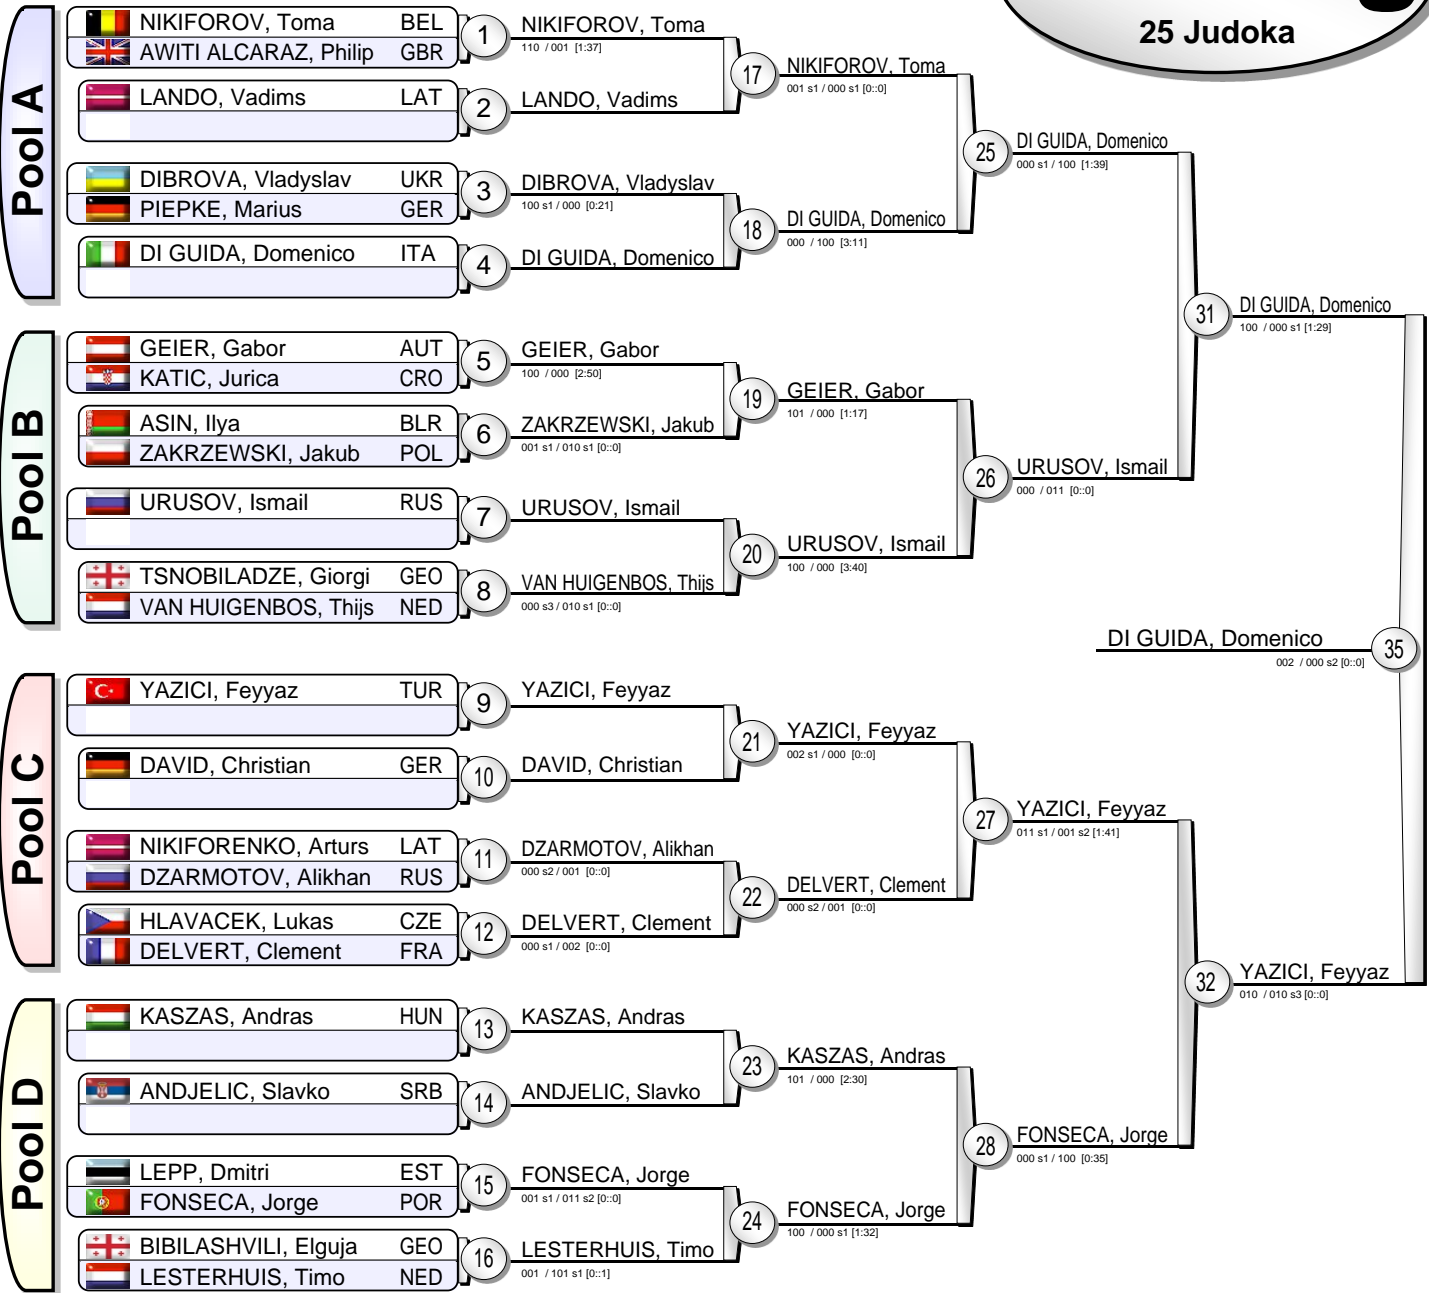 25 Judoka
Pool A
NIKIFOROV, Toma BEL
AWITI ALCARAZ, Philip GBR
1
NIKIFOROV, Toma
110 / 001 [1:37]
LANDO, Vadims LAT
2
LANDO, Vadims
17
NIKIFOROV, Toma
001 s1 / 000 s1 [0::0]
DIBROVA, Vladyslav UKR
PIEPKE, Marius GER
3
DIBROVA, Vladyslav
100 s1 / 000 [0:21]
DI GUIDA, Domenico ITA
4
DI GUIDA, Domenico
18
DI GUIDA, Domenico
000 / 100 [3:11]
25
DI GUIDA, Domenico
000 s1 / 100 [1:39]
Pool B
GEIER, Gabor AUT
KATIC, Jurica CRO
5
GEIER, Gabor
100 / 000 [2:50]
ASIN, Ilya BLR
ZAKRZEWSKI, Jakub POL
6
ZAKRZEWSKI, Jakub
001 s1 / 010 s1 [0::0]
19
GEIER, Gabor
101 / 000 [1:17]
URUSOV, Ismail RUS
7
URUSOV, Ismail
TSNOBILADZE, Giorgi GEO
VAN HUIGENBOS, Thijs NED
8
VAN HUIGENBOS, Thijs
000 s3 / 010 s1 [0::0]
20
URUSOV, Ismail
100 / 000 [3:40]
26
URUSOV, Ismail
000 / 011 [0::0]
31
DI GUIDA, Domenico
100 / 000 s1 [1:29]
DI GUIDA, Domenico
002 / 000 s2 [0::0]
35
Pool C
YAZICI, Feyyaz TUR
9
YAZICI, Feyyaz
DAVID, Christian GER
10
DAVID, Christian
21
YAZICI, Feyyaz
002 s1 / 000 [0::0]
NIKIFORENKO, Arturs LAT
DZARMOTOV, Alikhan RUS
11
DZARMOTOV, Alikhan
000 s2 / 001 [0::0]
HLAVACEK, Lukas CZE
DELVERT, Clement FRA
12
DELVERT, Clement
000 s1 / 002 [0::0]
22
DELVERT, Clement
000 s2 / 001 [0::0]
27
YAZICI, Feyyaz
011 s1 / 001 s2 [1:41]
Pool D
KASZAS, Andras HUN
13
KASZAS, Andras
ANDJELIC, Slavko SRB
14
ANDJELIC, Slavko
23
KASZAS, Andras
101 / 000 [2:30]
LEPP, Dmitri EST
FONSECA, Jorge POR
15
FONSECA, Jorge
001 s1 / 011 s2 [0::0]
BIBILASHVILI, Elguja GEO
LESTERHUIS, Timo NED
16
LESTERHUIS, Timo
001 / 101 s1 [0::1]
24
FONSECA, Jorge
100 / 000 s1 [1:32]
28
FONSECA, Jorge
000 s1 / 100 [0:35]
32
YAZICI, Feyyaz
010 / 010 s3 [0::0]